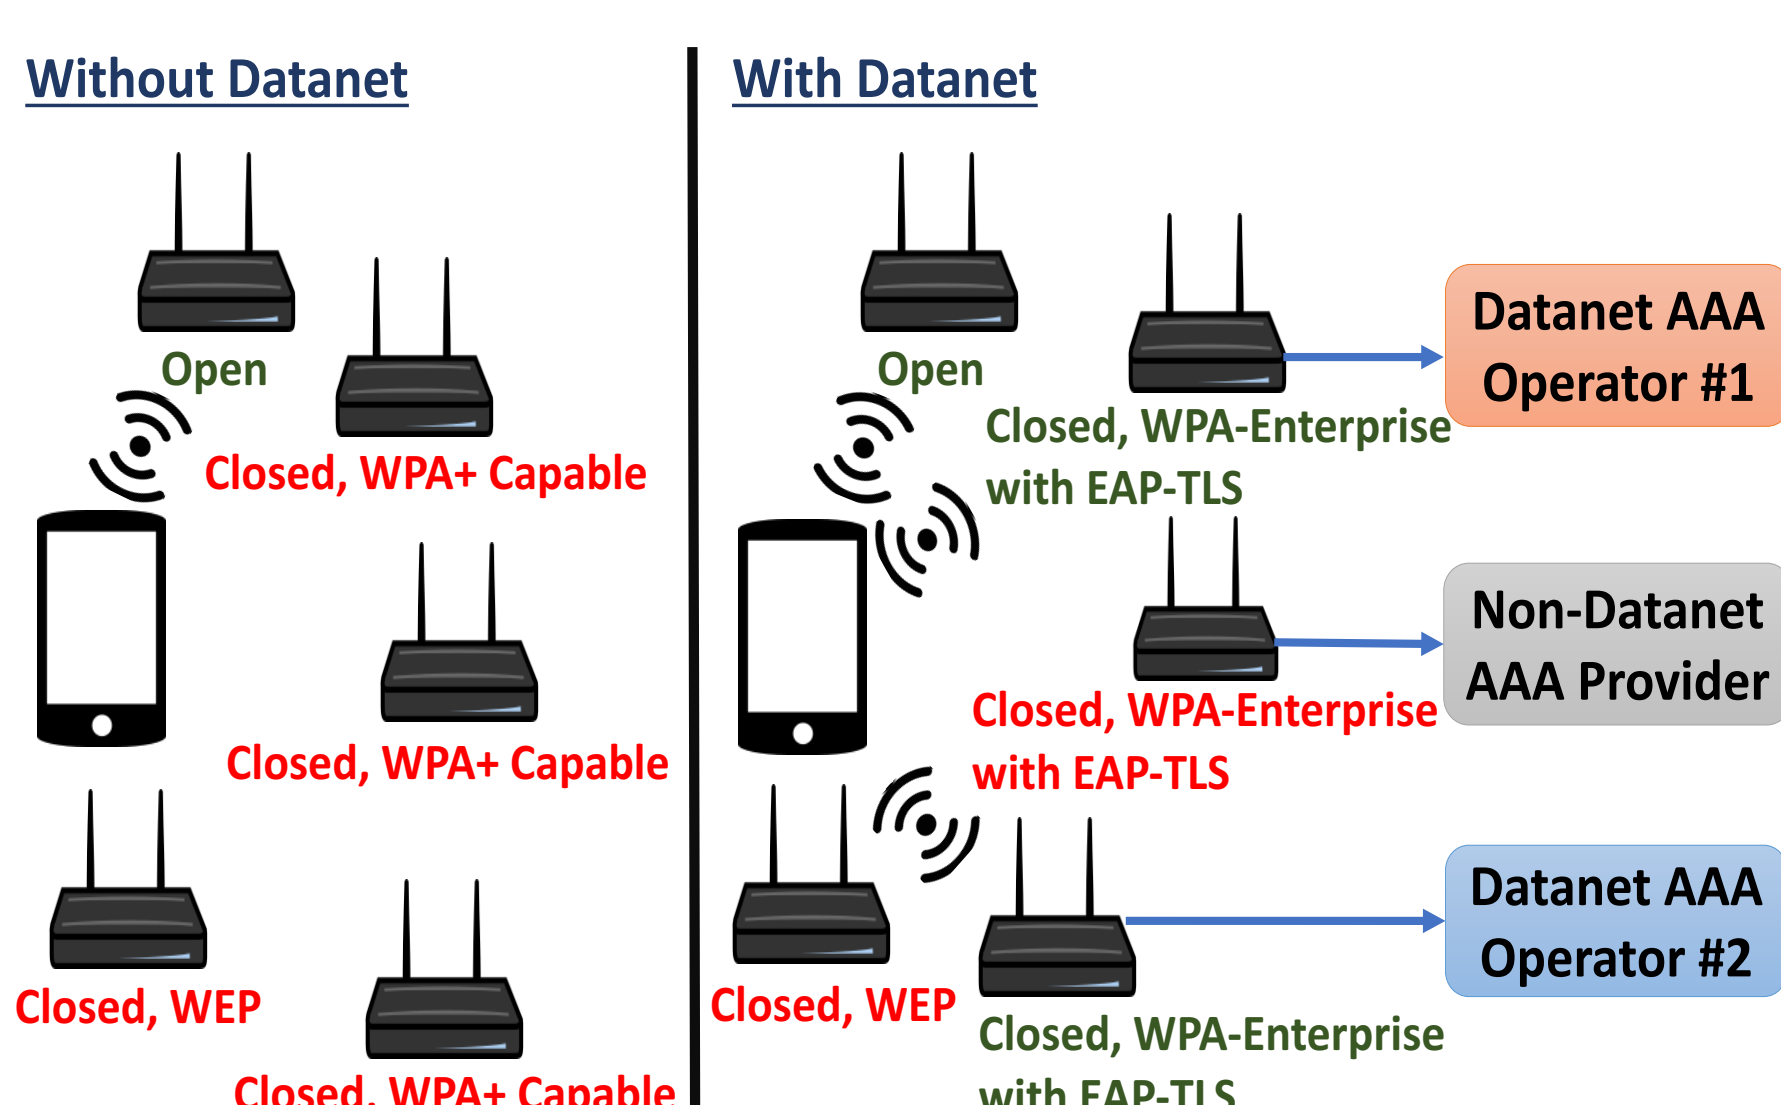 Without Datanet
Open
Closed, WPA+ Capable
Closed, WPA+ Capable
Closed, WEP
Closed, WPA+ Capable
With Datanet
Open
Closed, WPA-Enterprise
with EAP-TLS
Datanet AAA
Operator #1
Closed, WPA-Enterprise
with EAP-TLS
Non-Datanet
AAA Provider
Closed, WEP
Closed, WPA-Enterprise
with EAP-TLS
Datanet AAA
Operator #2